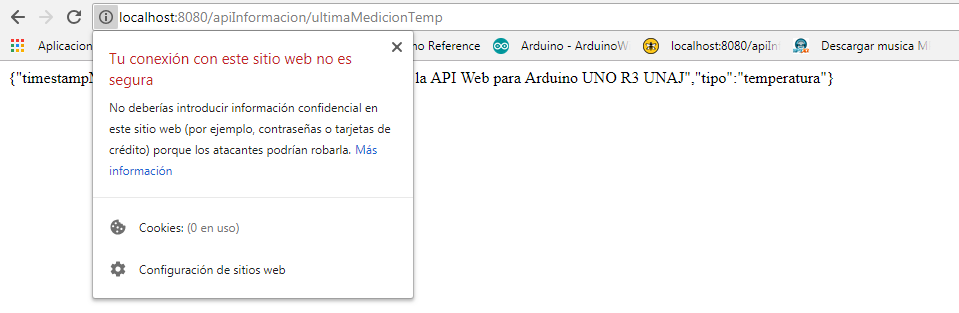 localhost:8080/apiInformacion/ultimaMedicionTemp
Aplicacion no Reference Arduino - ArduinoW localhost:8080/apiInf Descargar musica M
{"timestampM la API Web para Arduino UNO R3 UNAJ","tipo":"temperatura"}
Tu conexión con este sitio web no es
segura
No deberías introducir información confidencial en
este sitio web (por ejemplo, contraseñas o tarjetas de
crédito) porque los atacantes podrían robarla. Más
información
Cookies: (0 en uso)
Configuración de sitios web